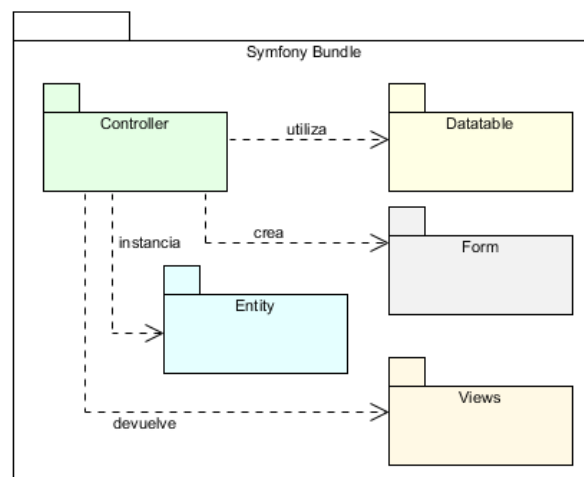 Symfony Bundle
Controller
utiliza
Datatable
instancia
crea
Form
Entity
devuelve
Views